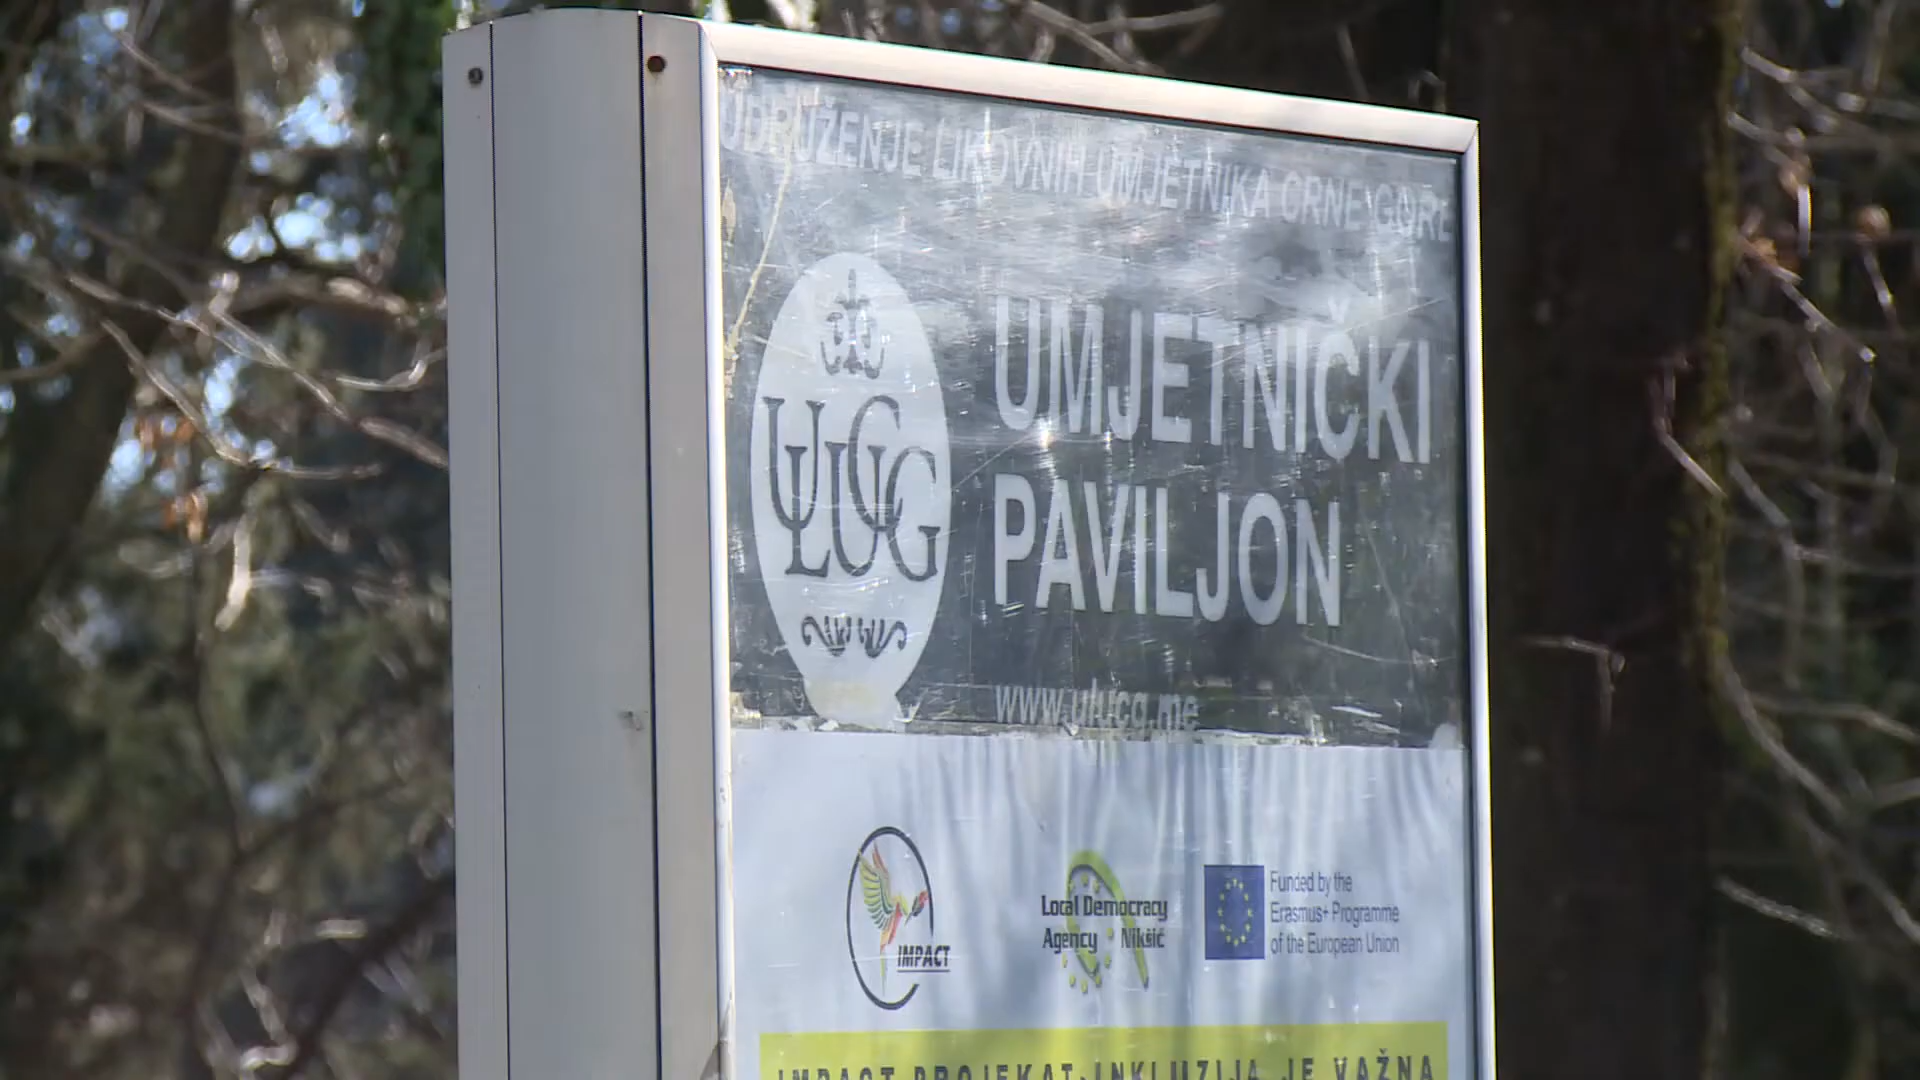 UDRUŽENJE LIKOVNIH UMJETNIKA CRNE GORE
ULUCG
UMJETNIČKI
PAVILJON
www.ulucg.me
IMPACT
Local Democracy
Agency Nikšić
Funded by the
Erasmus+ Programme
of the European Union
IMPACT PROJEKAT-INKLUZIJA JE VAŽNA